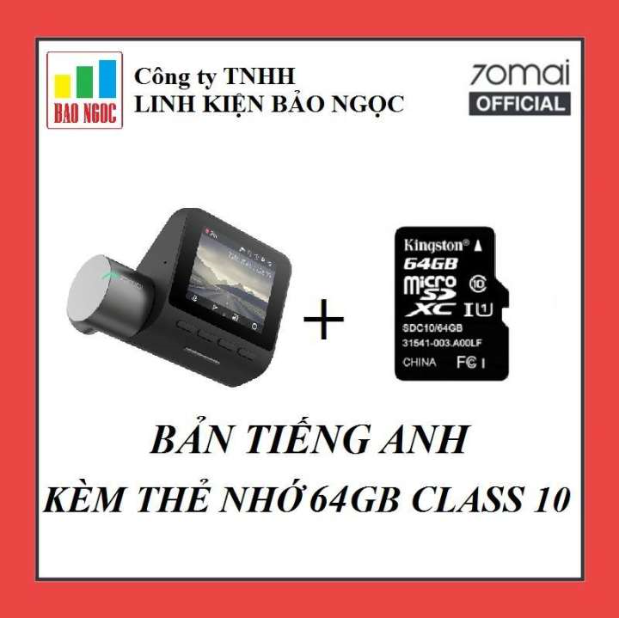 BAO NGOC
Công ty TNHH
LINH KIỆN BẢO NGỌC
70mai
OFFICIAL
Kingston®
64GB
micro
SD
XC I U1
10
SDC10/64GB
31541-003.A00LF
CHINA FC I
+
BẢN TIẾNG ANH
KÈM THẺ NHỚ 64GB CLASS 10